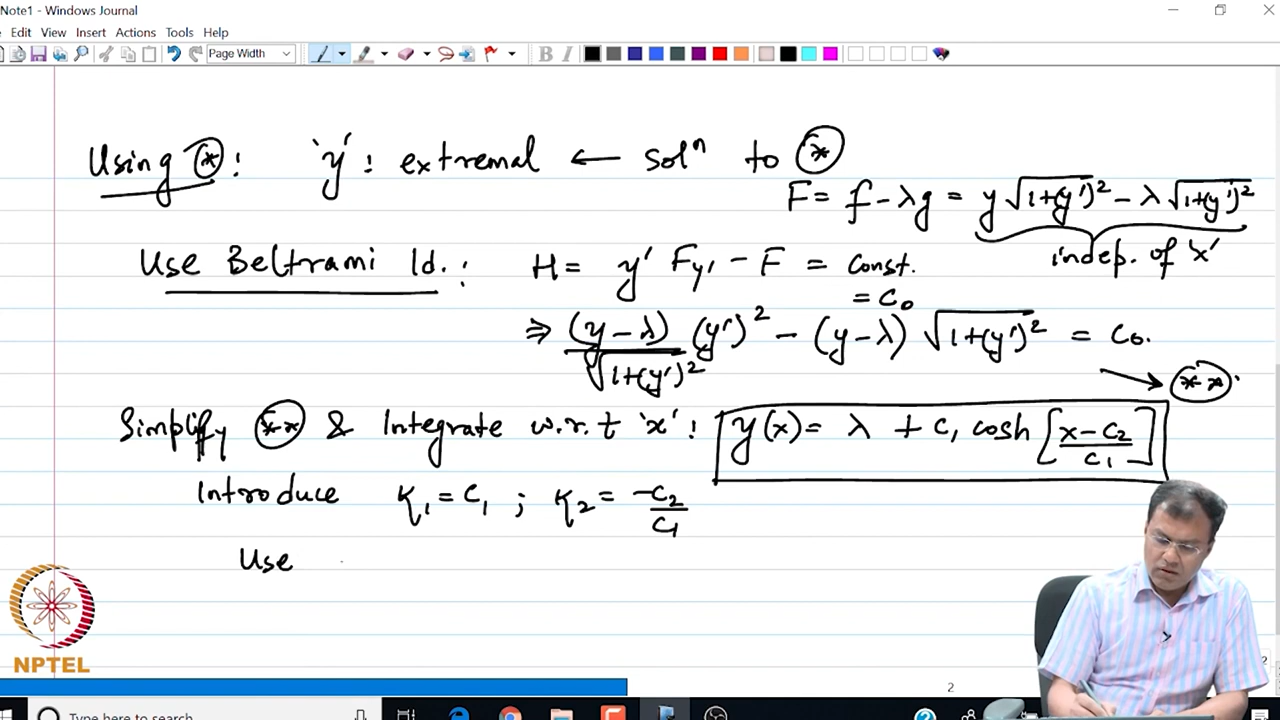 Note1 - Windows Journal
Edit View Insert Actions Tools Help
Page Width B I
Using ⊛: 'y': extremal ← solⁿ to ⊛
F = f - λg = y √1+(y')² - λ √1+(y')²
indep. of 'x'
Use Beltrami Id.: H = y' Fy' - F = const.
= c₀
⇒ (y-λ)/√1+(y')² (y')² - (y-λ) √1+(y')² = c₀.
→ (**).
Simplify (**) & Integrate w.r.t 'x': y(x) = λ + c₁ cosh [(x-c₂)/c₁]
Introduce K₁ = c₁ ; K₂ = -c₂/c₁
Use
NPTEL
2
2
Type here to search